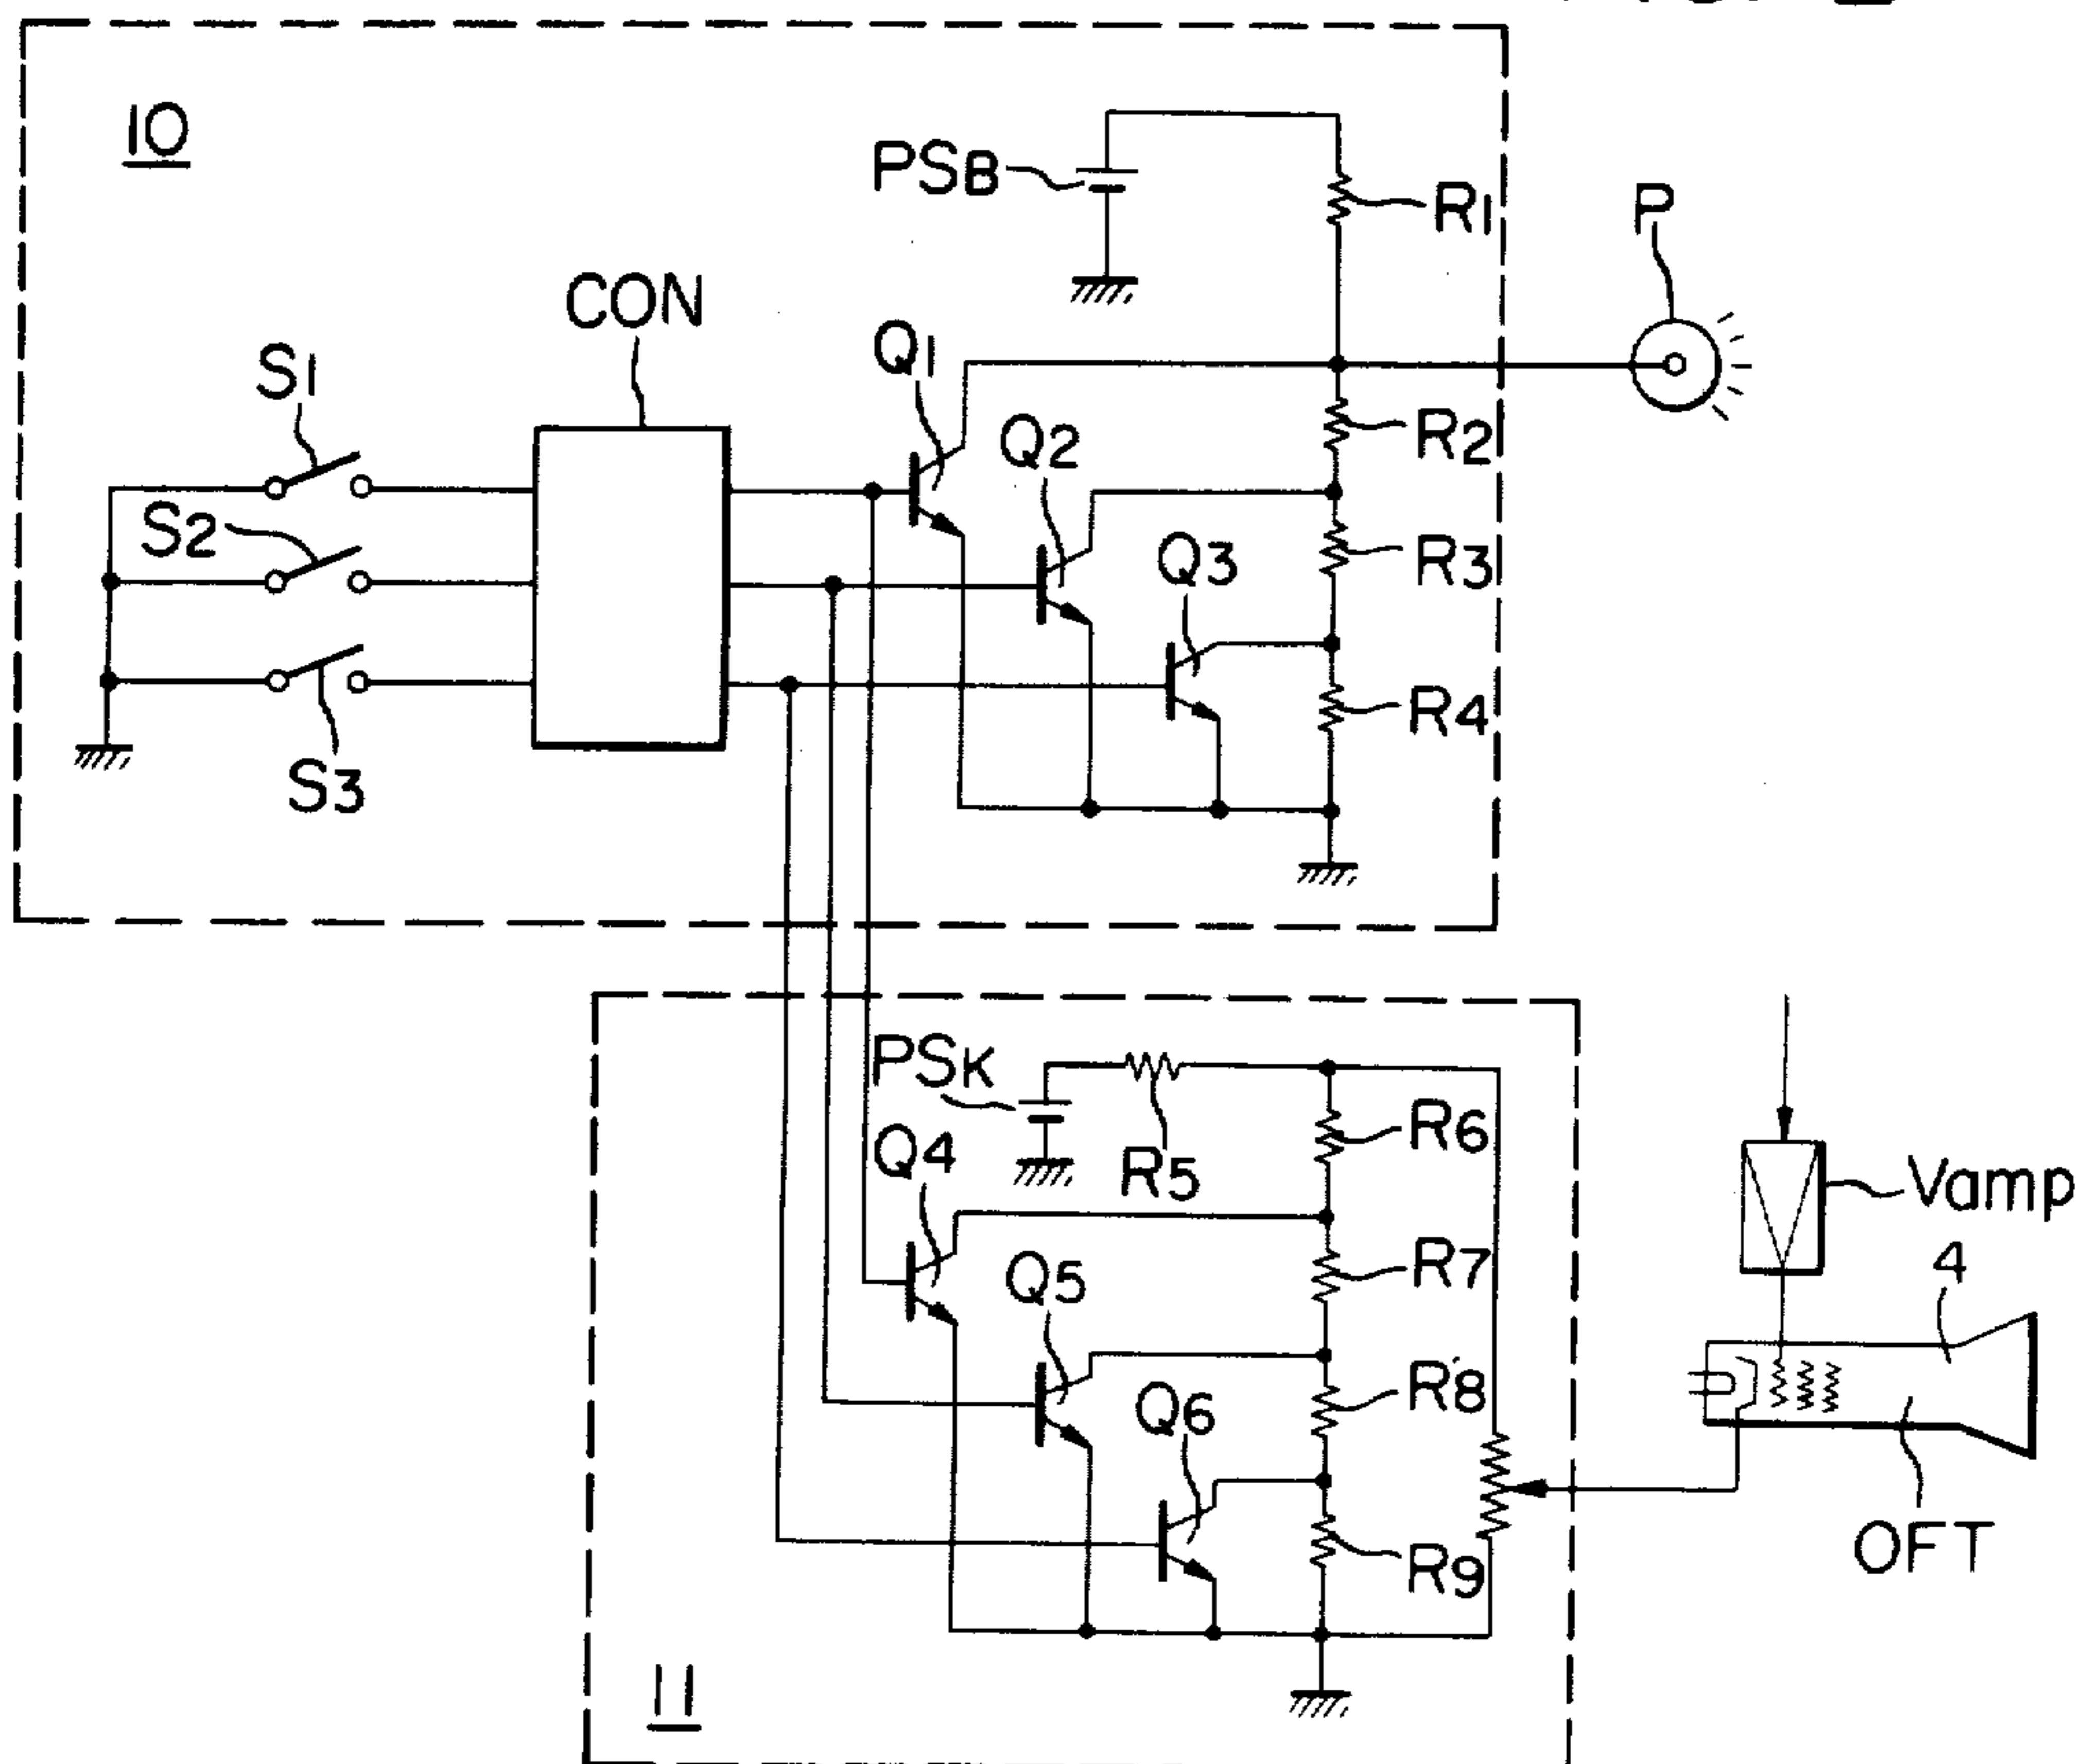 10
PSB
R1
P
CON
Q1
S1
R2
Q2
S2
Q3
R3
R4
S3
PSK
R6
Q4
R5
Vamp
R7
4
Q5
R8
Q6
R9
OFT
11